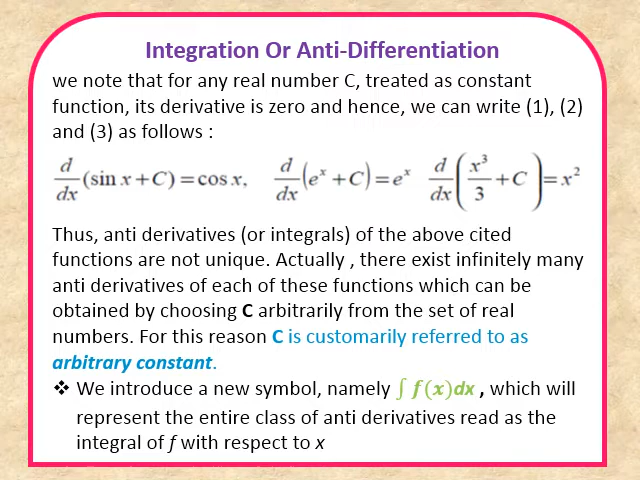 Integration Or Anti-Differentiation
we note that for any real number C, treated as constant
function, its derivative is zero and hence, we can write (1), (2)
and (3) as follows :
d/dx (sin x + C) = cos x, d/dx (eˣ + C) = eˣ d/dx (x³/3 + C) = x²
Thus, anti derivatives (or integrals) of the above cited
functions are not unique. Actually , there exist infinitely many
anti derivatives of each of these functions which can be
obtained by choosing C arbitrarily from the set of real
numbers. For this reason C is customarily referred to as
arbitrary constant.
❖ We introduce a new symbol, namely ∫ f(x)dx , which will
represent the entire class of anti derivatives read as the
integral of f with respect to x